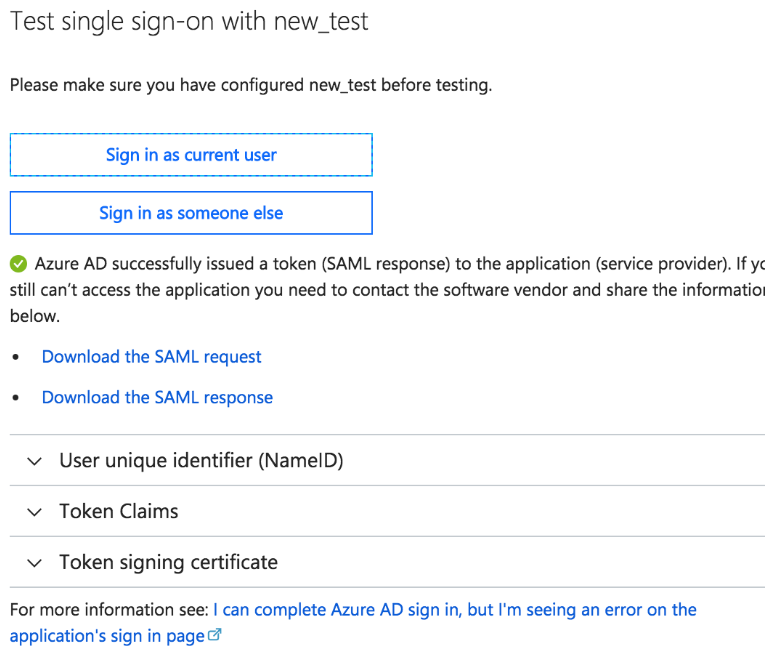 Test single sign-on with new_test
Please make sure you have configured new_test before testing.
Sign in as current user
Sign in as someone else
Azure AD successfully issued a token (SAML response) to the application (service provider). If
still can't access the application you need to contact the software vendor and share the
below.
• Download the SAML request
• Download the SAML response
User unique identifier (NameID)
Token Claims
Token signing certificate
For more information see: I can complete Azure AD sign in, but I'm seeing an error on the
application's sign in page